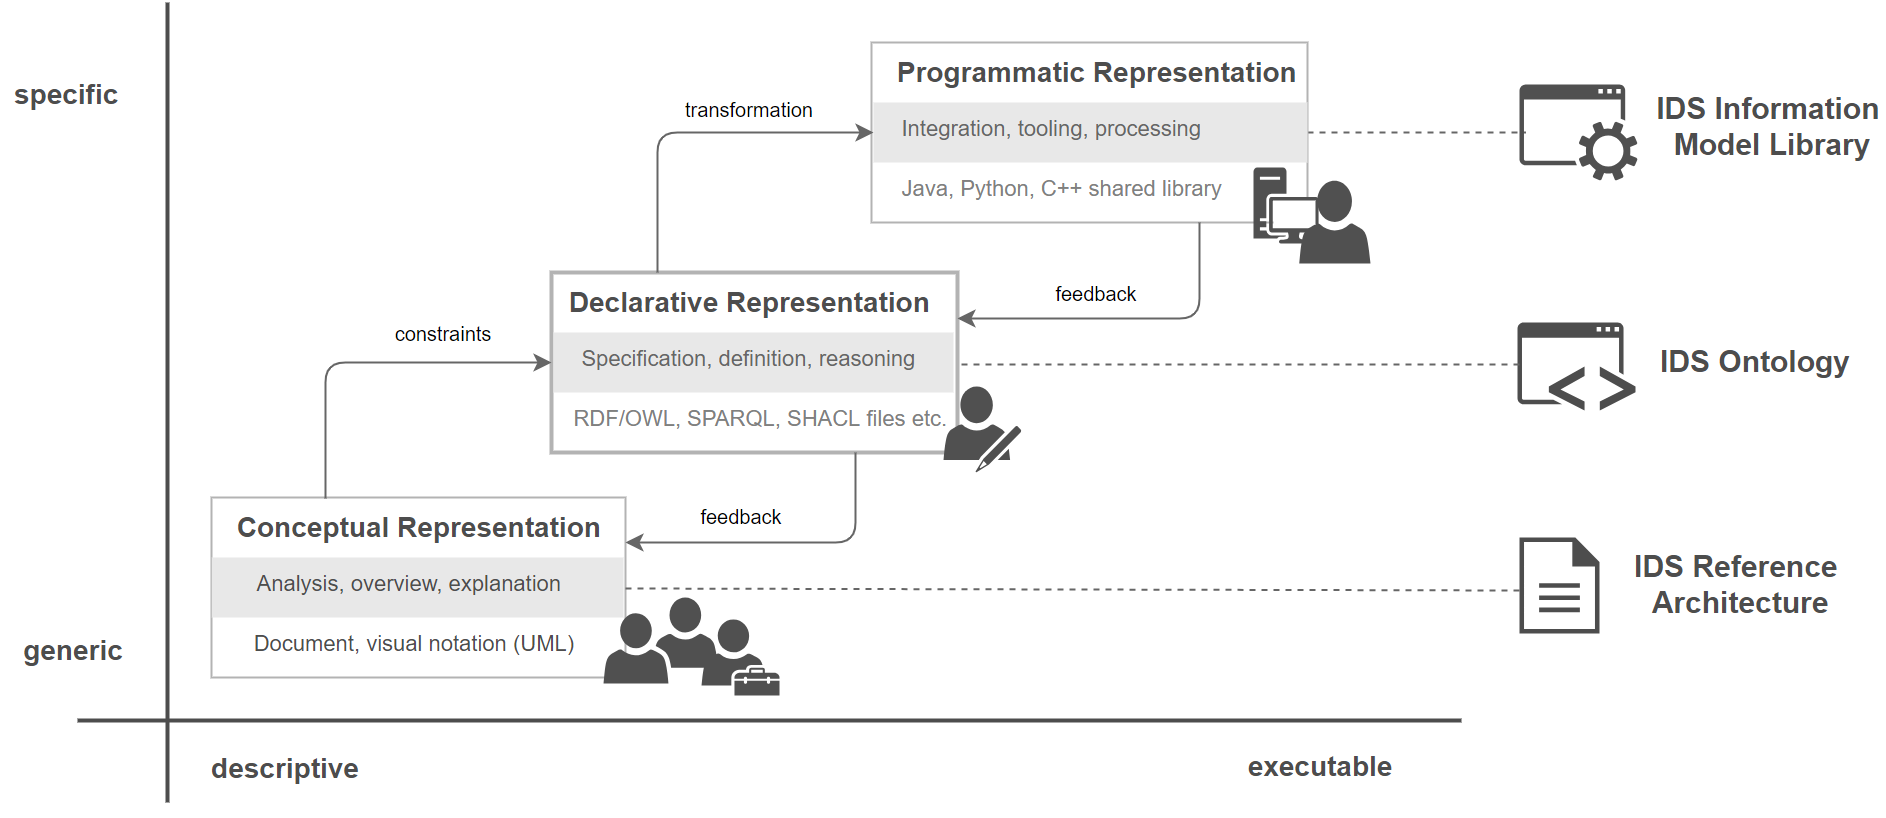 specific
Programmatic Representation
Integration, tooling, processing
Java, Python, C++ shared library
transformation
IDS Information
Model Library
feedback
Declarative Representation
Specification, definition, reasoning
RDF/OWL, SPARQL, SHACL files etc.
constraints
IDS Ontology
feedback
Conceptual Representation
Analysis, overview, explanation
Document, visual notation (UML)
IDS Reference
Architecture
generic
descriptive
executable